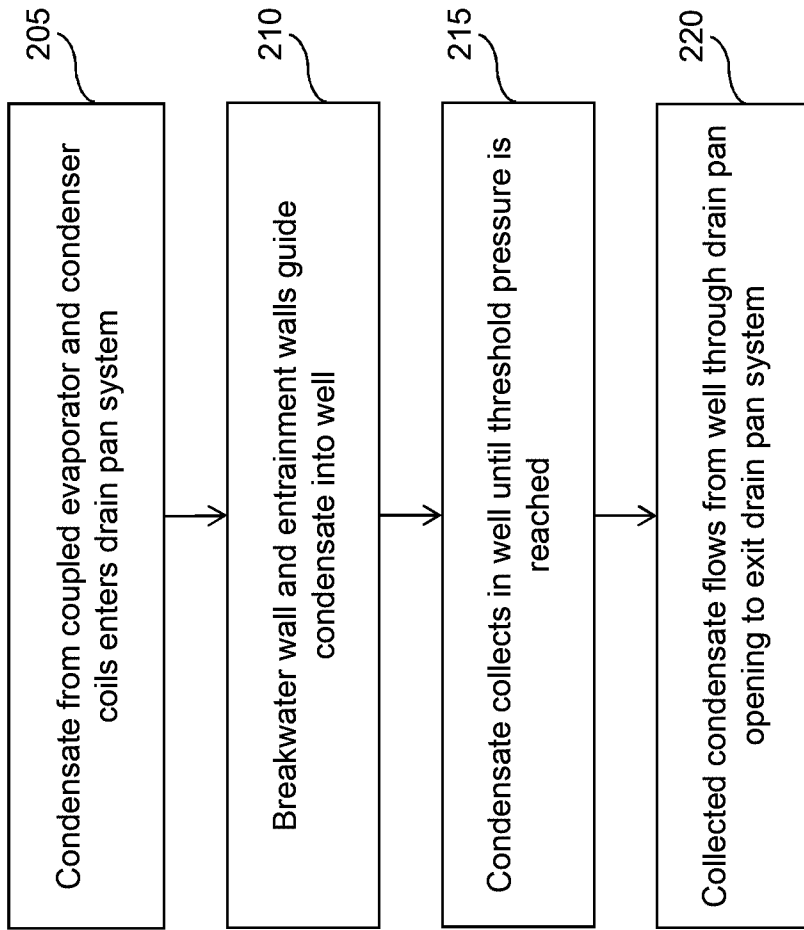 Condensate from coupled evaporator and condenser
coils enters drain pan system
205
Breakwater wall and entrainment walls guide
condensate into well
210
Condensate collects in well until threshold pressure is
reached
215
Collected condensate flows from well through drain pan
opening to exit drain pan system
220